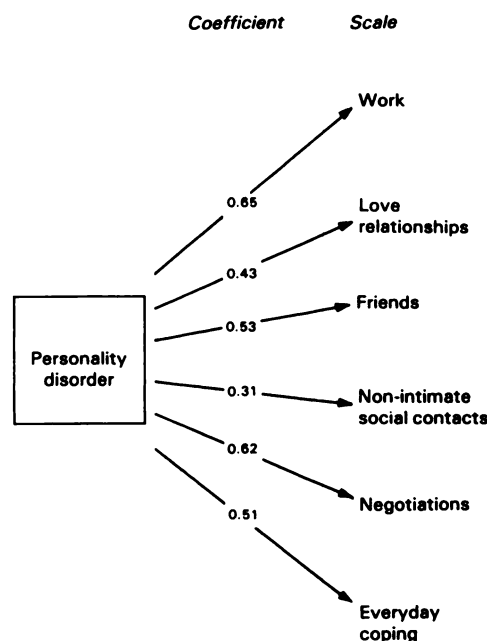 Coefficient Scale
Work
0.65
Love
relationships
0.43
Friends
0.53
Personality
disorder
0.31
Non-intimate
social contacts
0.62
Negotiations
0.51
Everyday
coping